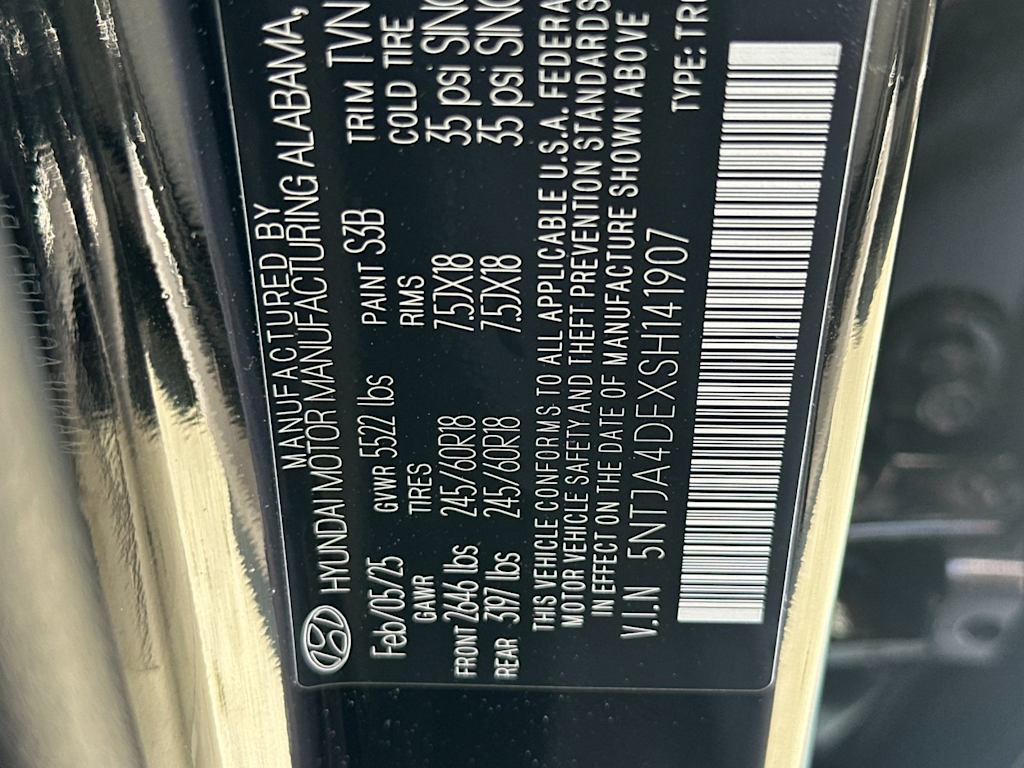 MANUFACTURED BY
HYUNDAI MOTOR MANUFACTURING ALABAMA,
Feb/05/25 GVWR 5522 lbs PAINT S3B TRIM TVN
GAWR TIRES RIMS COLD TIRE
FRONT 2646 lbs 245/60R18 7.5JX18 35 psi SING
REAR 3197 lbs 245/60R18 7.5JX18 35 psi SING
THIS VEHICLE CONFORMS TO ALL APPLICABLE U.S.A. FEDERA
MOTOR VEHICLE SAFETY AND THEFT PREVENTION STANDARDS
IN EFFECT ON THE DATE OF MANUFACTURE SHOWN ABOVE
V.I.N 5NTJA4DEXSH141907 TYPE: